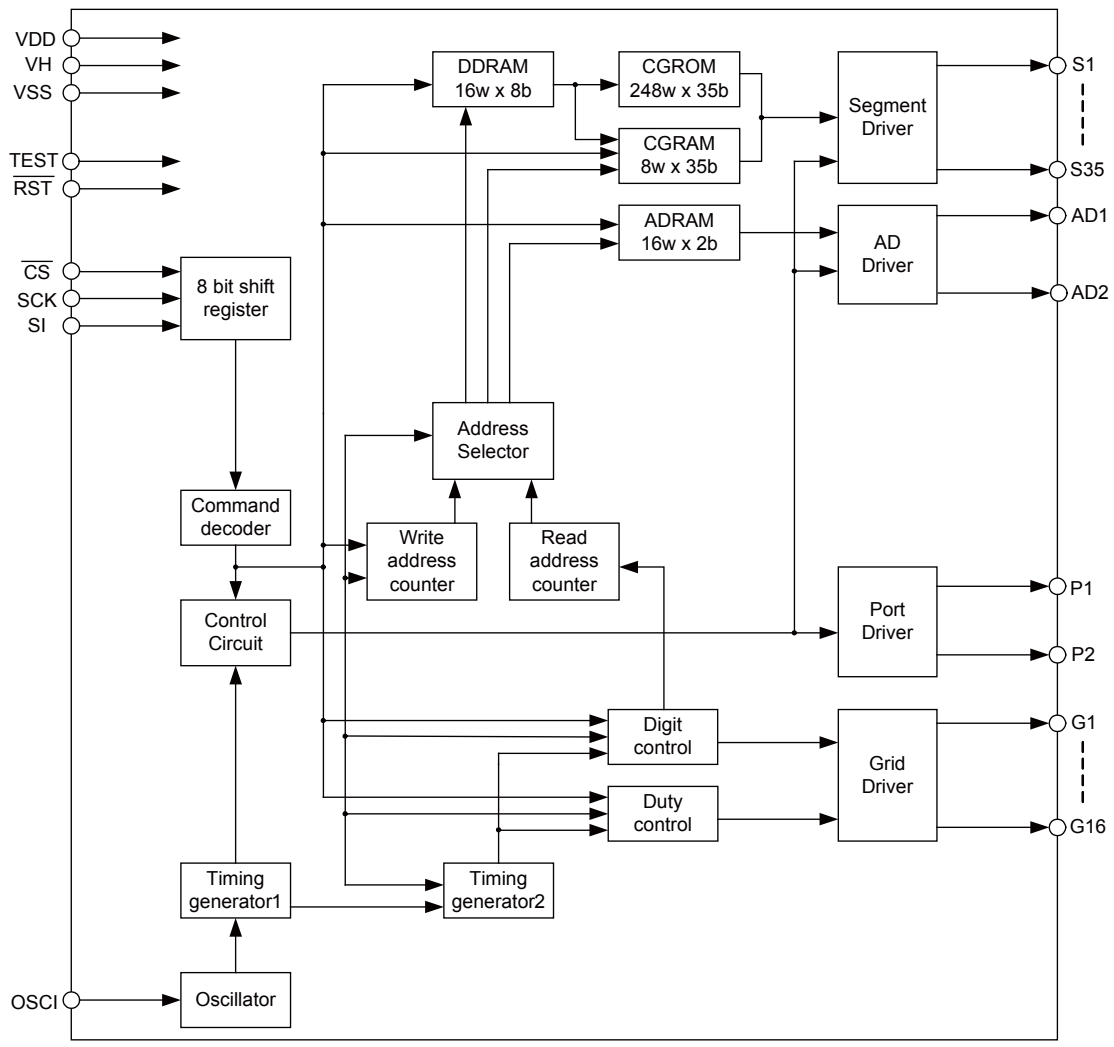 VDD
VH
VSS
TEST
RST
CS
SCK
SI
OSCI
8 bit shift
register
Command
decoder
Control
Circuit
Timing
generator1
Oscillator
DDRAM
16w x 8b
CGROM
248w x 35b
CGRAM
8w x 35b
ADRAM
16w x 2b
Address
Selector
Write
address
counter
Read
address
counter
Digit
control
Duty
control
Timing
generator2
Segment
Driver
AD
Driver
Port
Driver
Grid
Driver
S1
S35
AD1
AD2
P1
P2
G1
G16